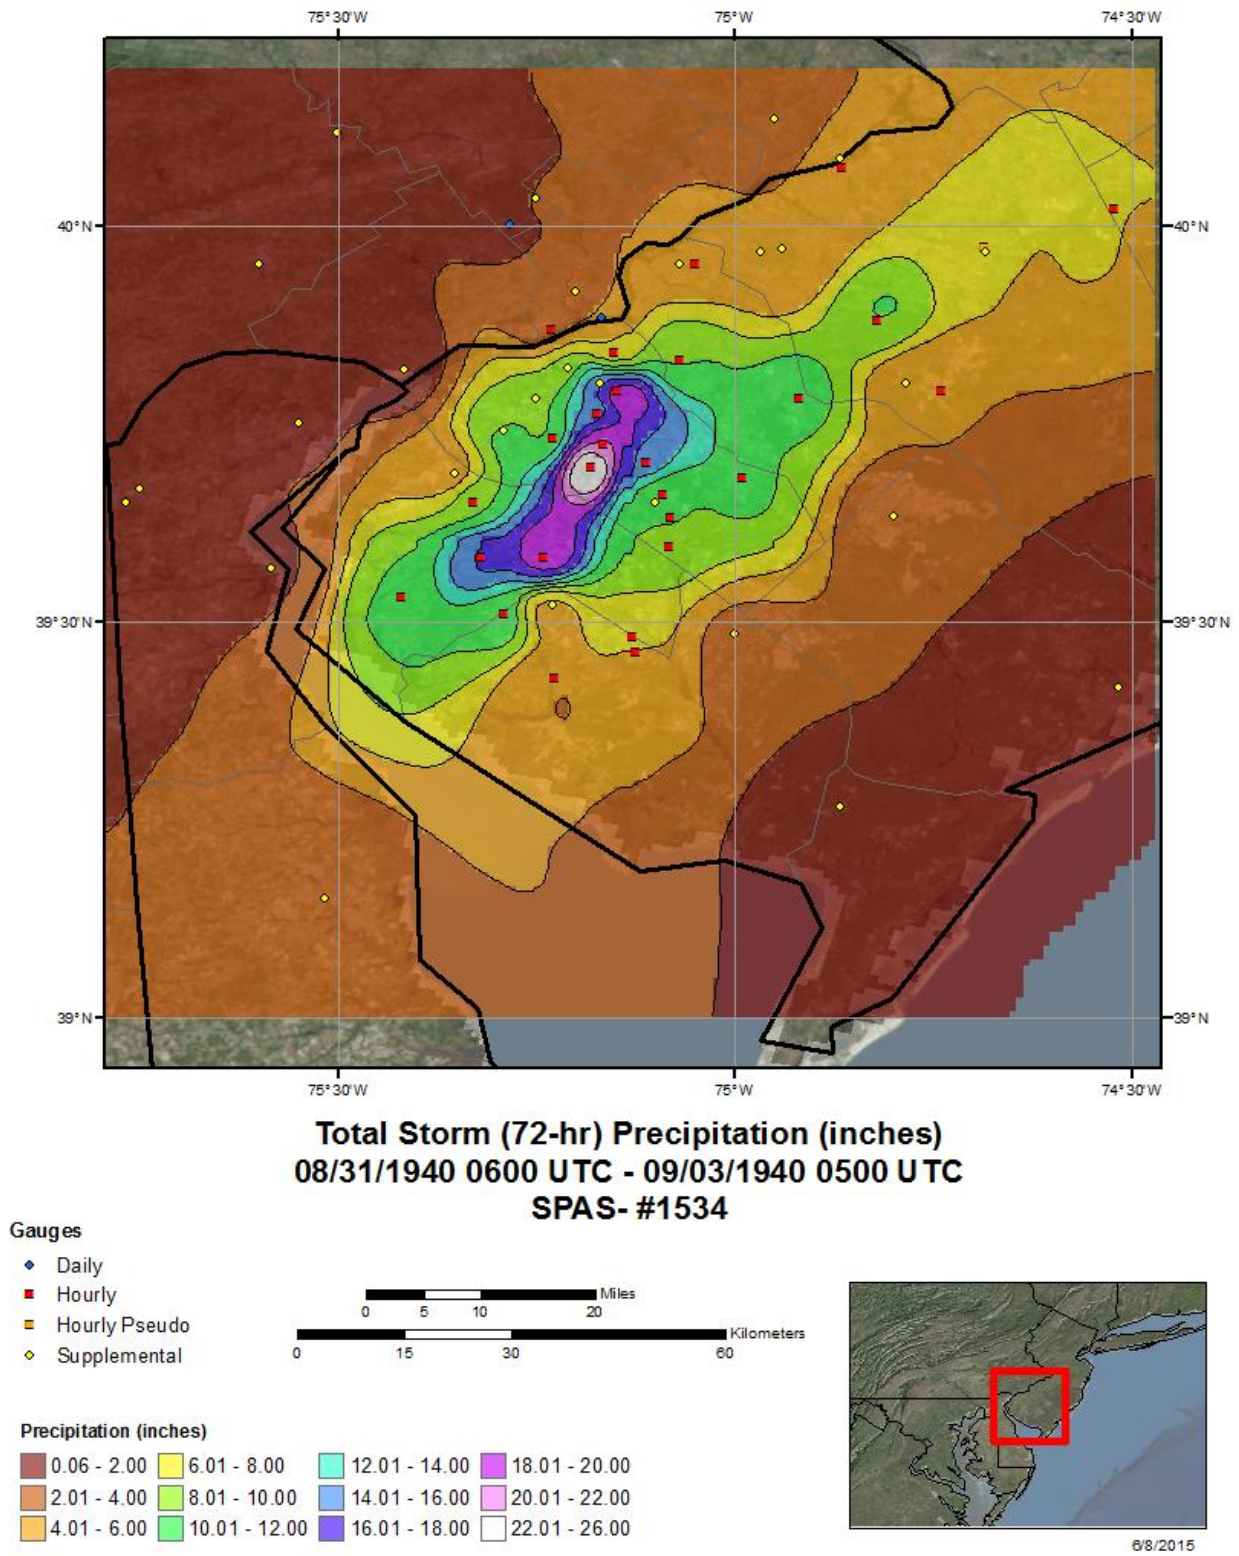 75°30'W 75°W 74°30'W
40°N 40°N
39°30'N 39°30'N
39°N 39°N
75°30'W 75°W 74°30'W
Total Storm (72-hr) Precipitation (inches)
08/31/1940 0600 UTC - 09/03/1940 0500 UTC
SPAS- #1534
Gauges
Daily
Hourly
Hourly Pseudo
Supplemental
Miles
0 5 10 20
Kilometers
0 15 30 60
Precipitation (inches)
0.06 - 2.00 6.01 - 8.00 12.01 - 14.00 18.01 - 20.00
2.01 - 4.00 8.01 - 10.00 14.01 - 16.00 20.01 - 22.00
4.01 - 6.00 10.01 - 12.00 16.01 - 18.00 22.01 - 26.00
6/8/2015